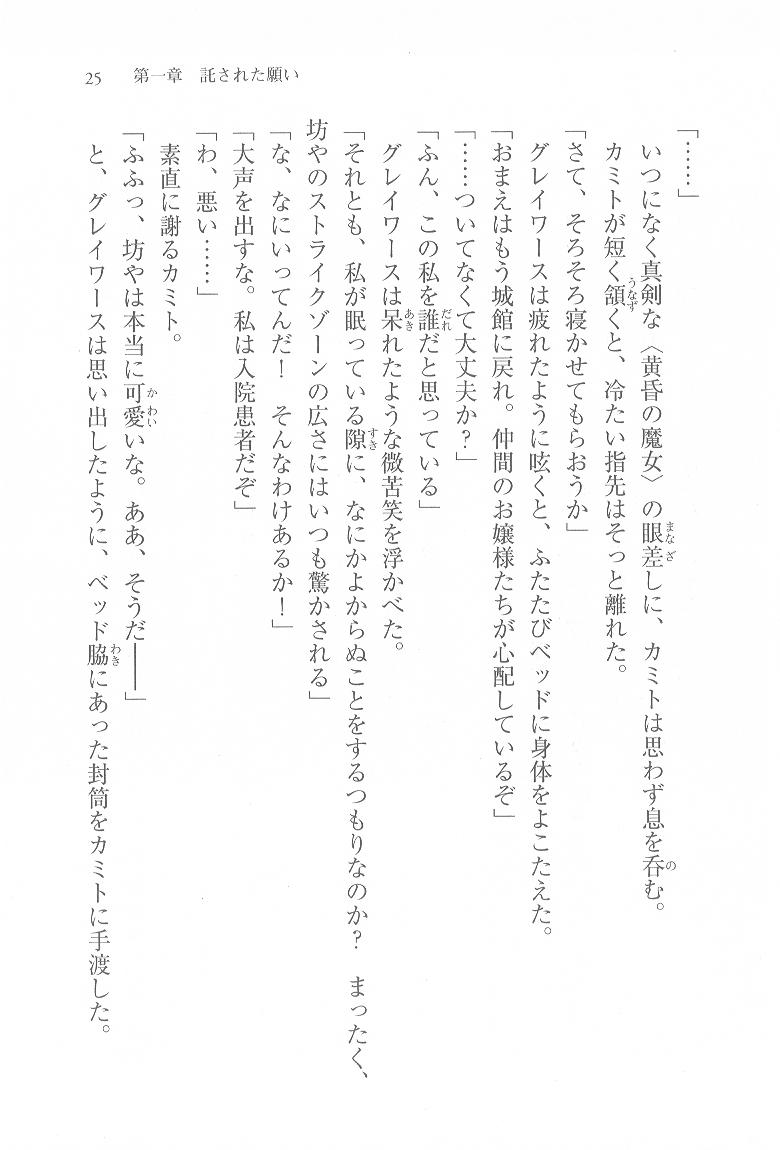 25　第一章　託された願い
「……」
　いつになく真剣な〈黄昏の魔女〉の眼差しに、カミトは思わず息を呑む。
　カミトが短く頷くと、冷たい指先はそっと離れた。
「さて、そろそろ寝かせてもらおうか」
　グレイワースは疲れたように呟くと、ふたたびベッドに身体をよこたえた。
「おまえはもう城館に戻れ。仲間のお嬢様たちが心配しているぞ」
「……ついてなくて大丈夫か？」
「ふん、この私を誰だと思っている」
　グレイワースは呆れたような微苦笑を浮かべた。
「それとも、私が眠っている隙に、なにかよからぬことをするつもりなのか？　まったく、
坊やのストライクゾーンの広さにはいつも驚かされる」
「な、なにいってんだ！　そんなわけあるか！」
「大声を出すな。私は入院患者だぞ」
「わ、悪い……」
　素直に謝るカミト。
「ふふっ、坊やは本当に可愛いな。ああ、そうだ――」
　と、グレイワースは思い出したように、ベッド脇にあった封筒をカミトに手渡した。